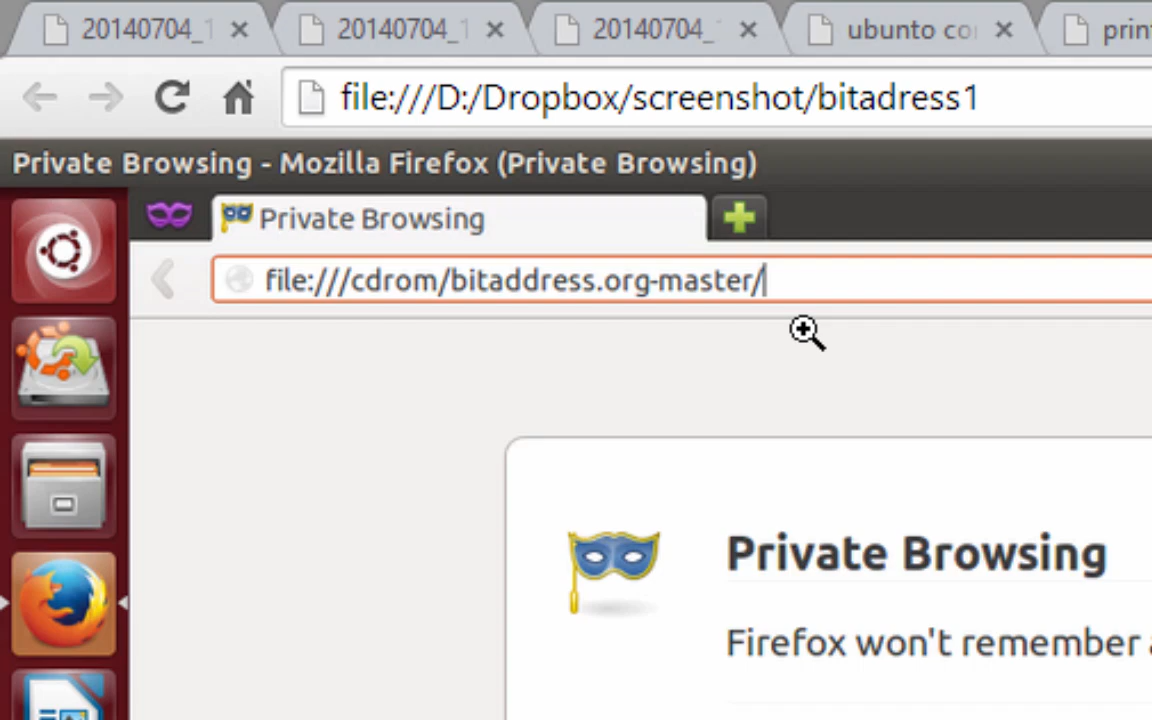 20140704_1 20140704_1 20140704_ ubunto co prin
file:///D:/Dropbox/screenshot/bitadress1
Private Browsing - Mozilla Firefox (Private Browsing)
Private Browsing
file:///cdrom/bitaddress.org-master/
Private Browsing
Firefox won't remember